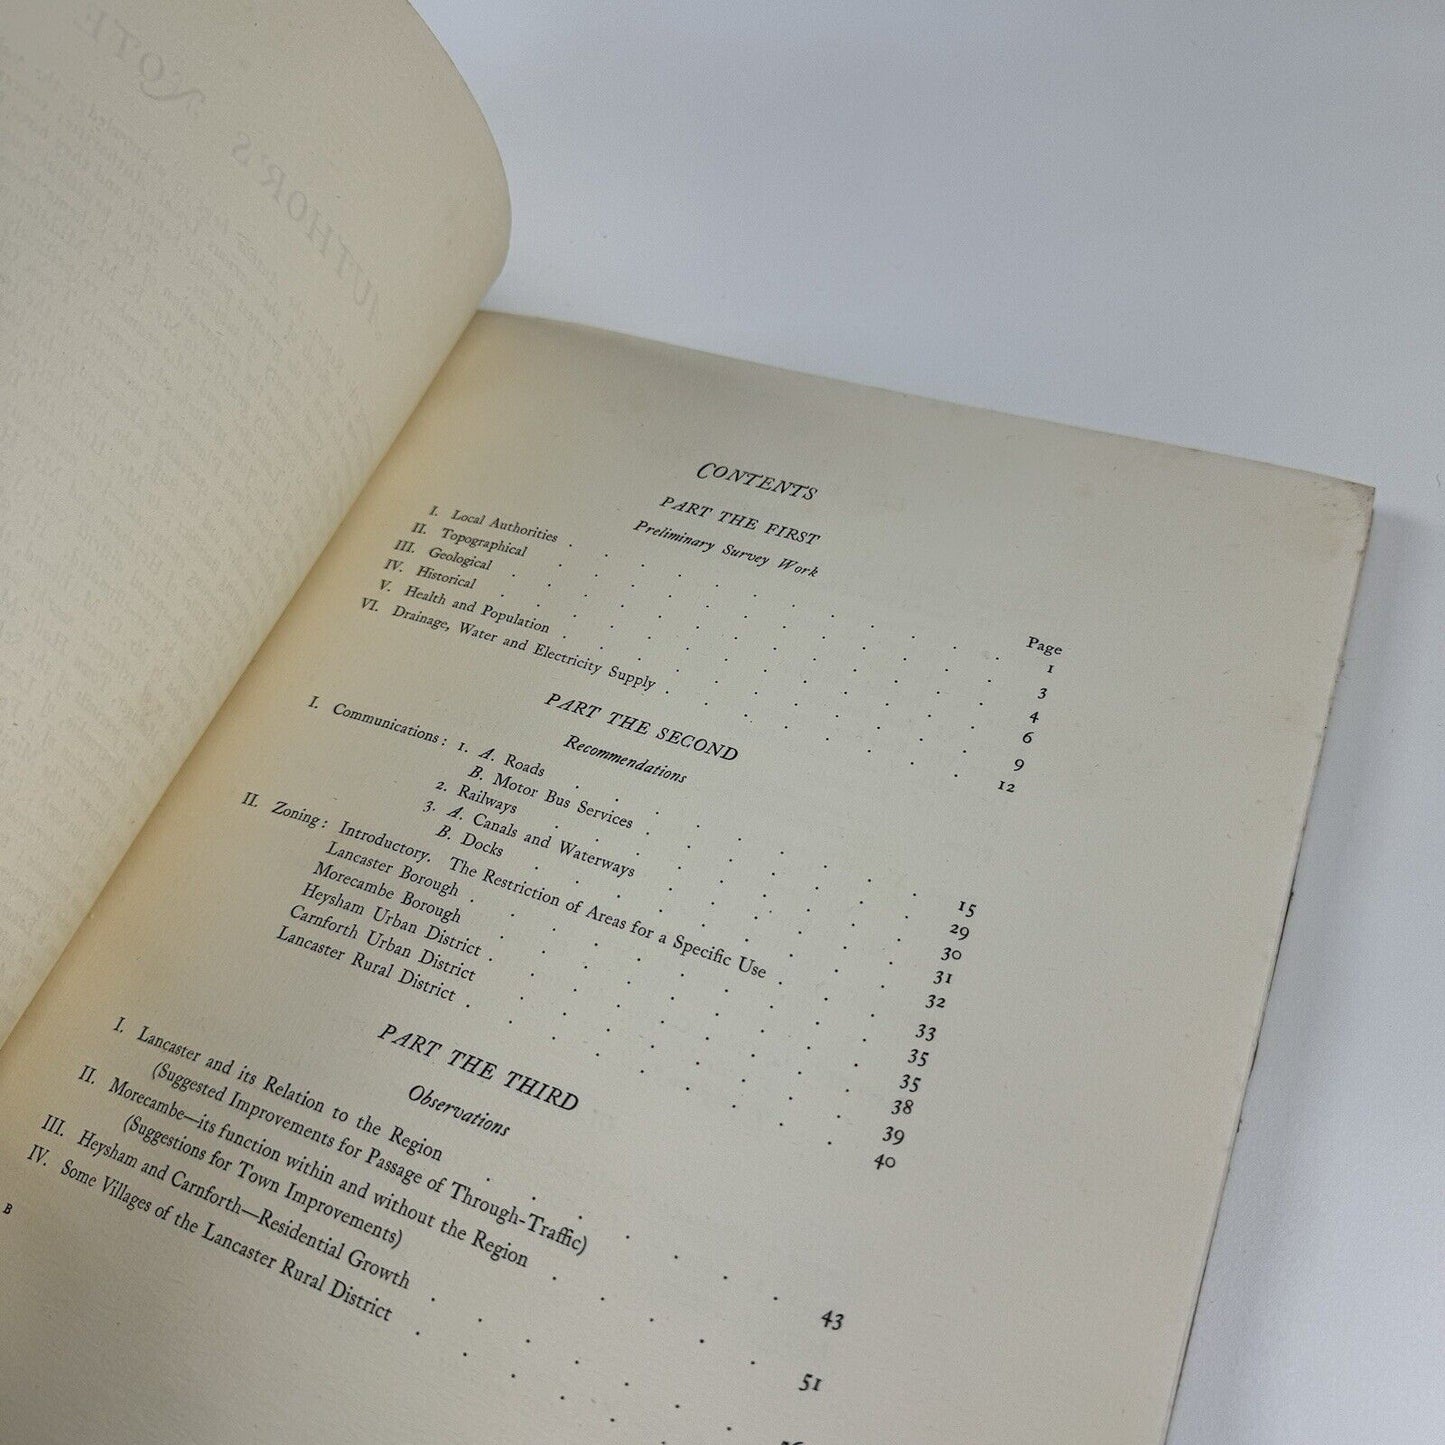 CONTENTS
PART THE FIRST
Preliminary Survey Work
Page
I. Local Authorities . . . . . . . . . . 1
II. Topographical . . . . . . . . . . 3
III. Geological . . . . . . . . . . 4
IV. Historical . . . . . . . . . . 6
V. Health and Population . . . . . . . . . 9
VI. Drainage, Water and Electricity Supply . . . . . . . 12
PART THE SECOND
Recommendations
I. Communications: 1. A. Roads . . . . . . . . 15
B. Motor Bus Services . . . . . . 29
2. Railways . . . . . . . . 30
3. A. Canals and Waterways . . . . . . 31
B. Docks . . . . . . . . 32
II. Zoning: Introductory. The Restriction of Areas for a Specific Use . . . 33
Lancaster Borough . . . . . . . . . 35
Morecambe Borough . . . . . . . . . 35
Heysham Urban District . . . . . . . . 38
Carnforth Urban District . . . . . . . . 39
Lancaster Rural District . . . . . . . . 40
PART THE THIRD
Observations
I. Lancaster and its Relation to the Region . . . . . . . 43
(Suggested Improvements for Passage of Through-Traffic)
II. Morecambe—its function within and without the Region . . . . . 51
(Suggestions for Town Improvements)
III. Heysham and Carnforth—Residential Growth . . . . . . .
IV. Some Villages of the Lancaster Rural District . . . . . .
B